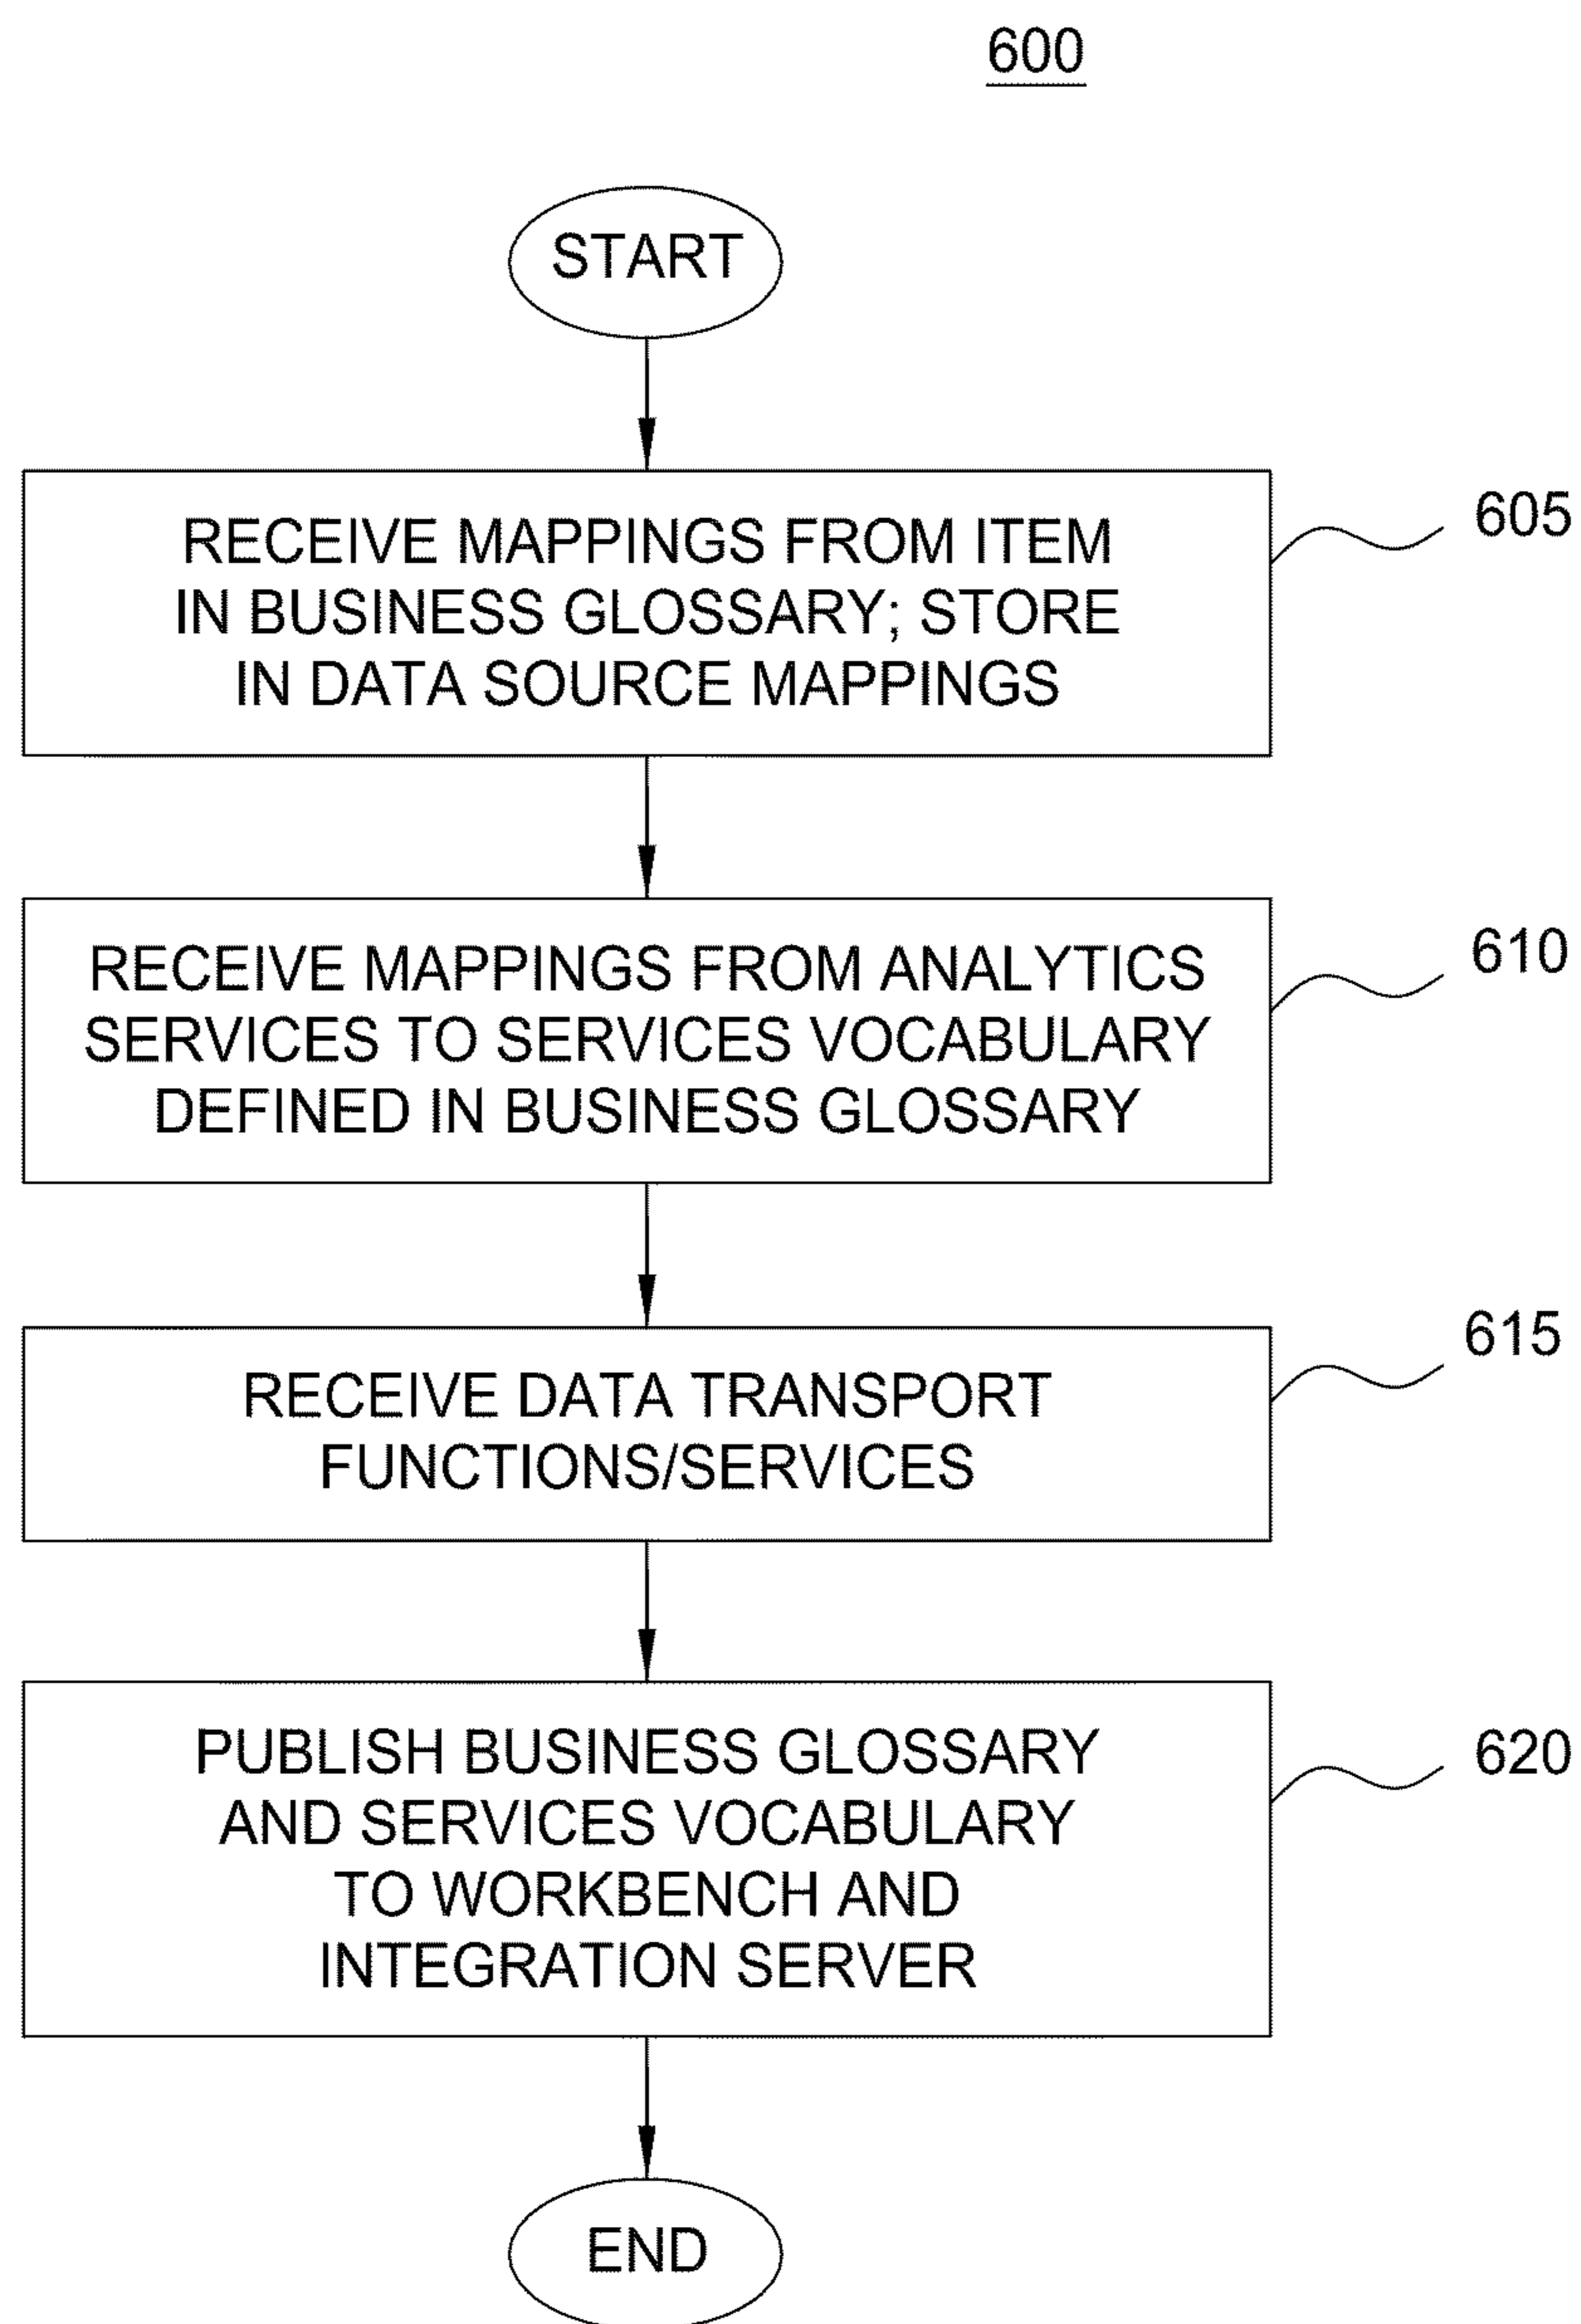 600
START
RECEIVE MAPPINGS FROM ITEM
IN BUSINESS GLOSSARY; STORE
IN DATA SOURCE MAPPINGS
605
RECEIVE MAPPINGS FROM ANALYTICS
SERVICES TO SERVICES VOCABULARY
DEFINED IN BUSINESS GLOSSARY
610
RECEIVE DATA TRANSPORT
FUNCTIONS/SERVICES
615
PUBLISH BUSINESS GLOSSARY
AND SERVICES VOCABULARY
TO WORKBENCH AND
INTEGRATION SERVER
620
END